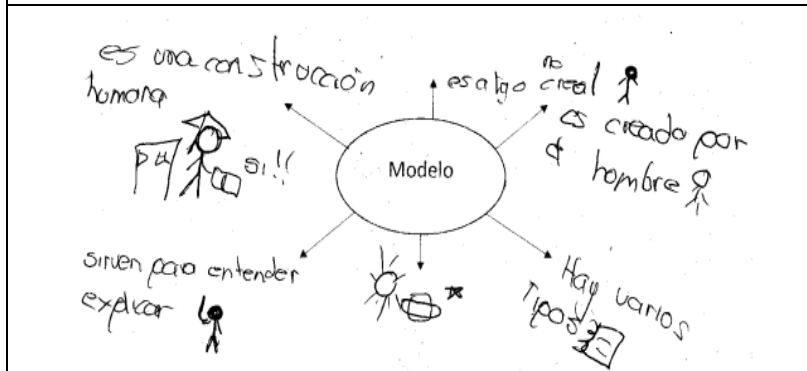 es una construcción
humana
SI!!
es algo no creal
es creado por
el hombre
Modelo
sirven para entender
explicar
Hay varios
Tipos